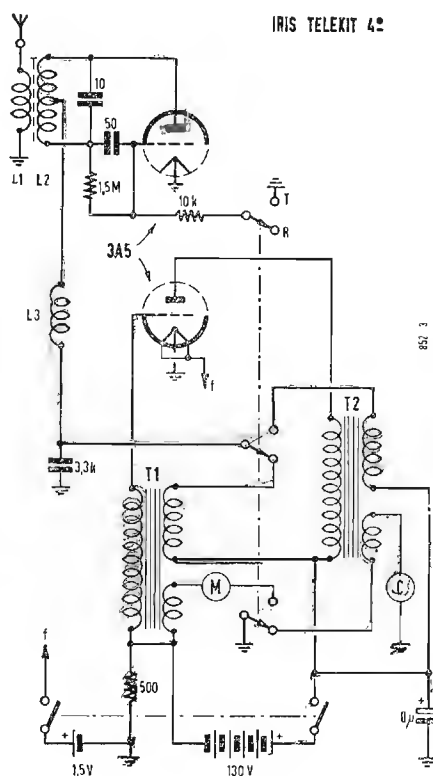 IRIS TELEKIT 4º
10
50
L1
L2
1,5M
10k
T
R
3A5
L3
f
852 3
T1
T2
3,3k
M
C
f
500
+
1,5V
+
130V
+
8µ